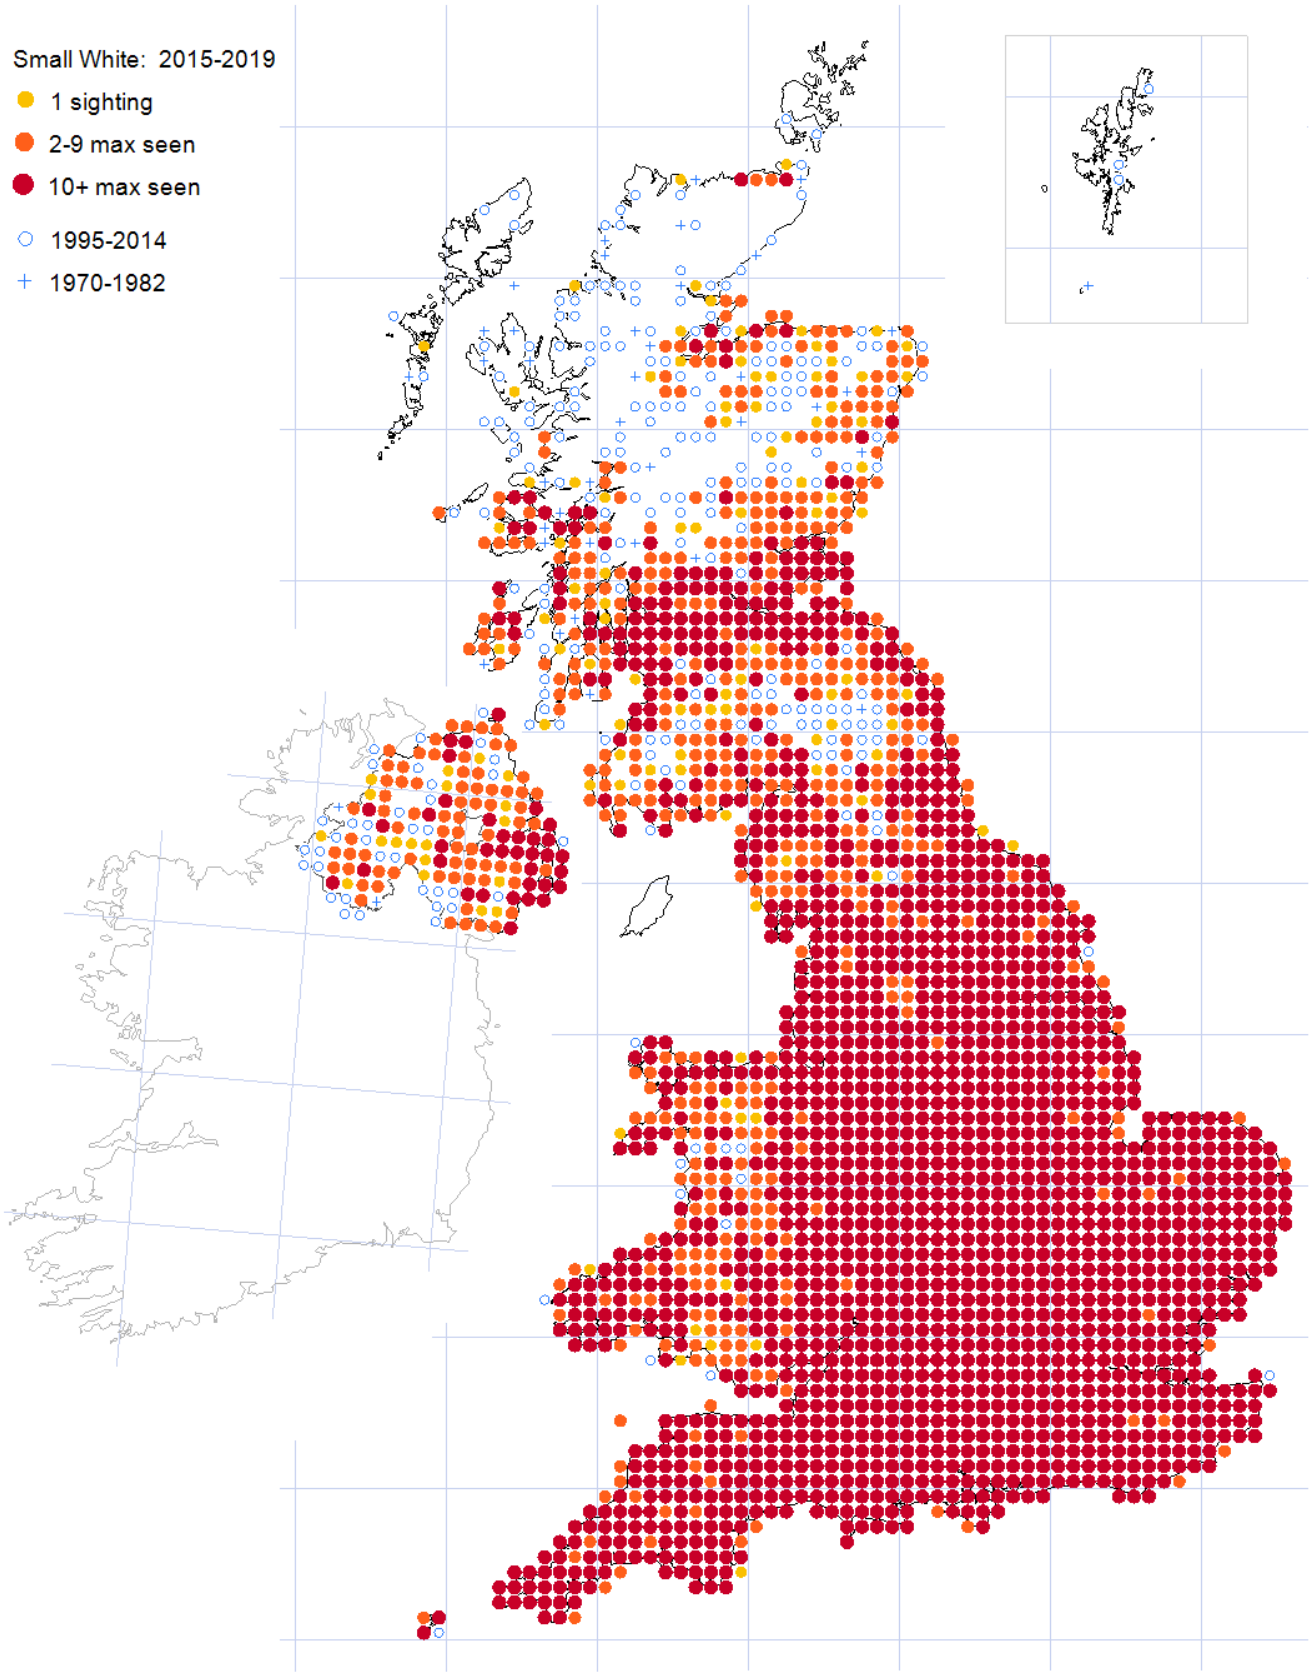 Small White: 2015-2019
1 sighting
2-9 max seen
10+ max seen
1995-2014
1970-1982